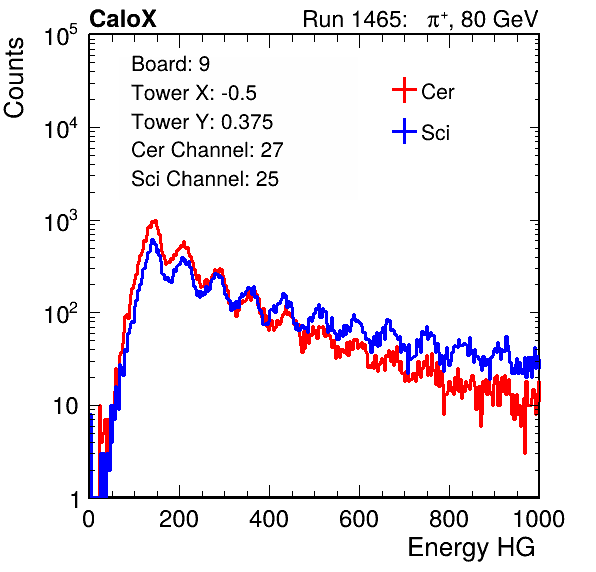 CaloX Run 1465: π⁺, 80 GeV
Counts
10⁵
10⁴
10³
10²
10
1
Board: 9
Tower X: -0.5
Tower Y: 0.375
Cer Channel: 27
Sci Channel: 25
Cer
Sci
0 200 400 600 800 1000
Energy HG